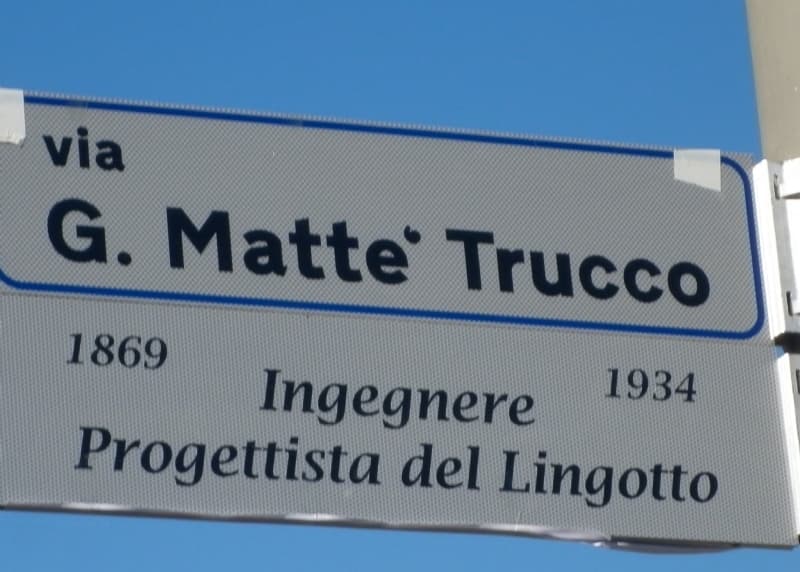 via
G. Matte' Trucco
1869 1934
Ingegnere
Progettista del Lingotto